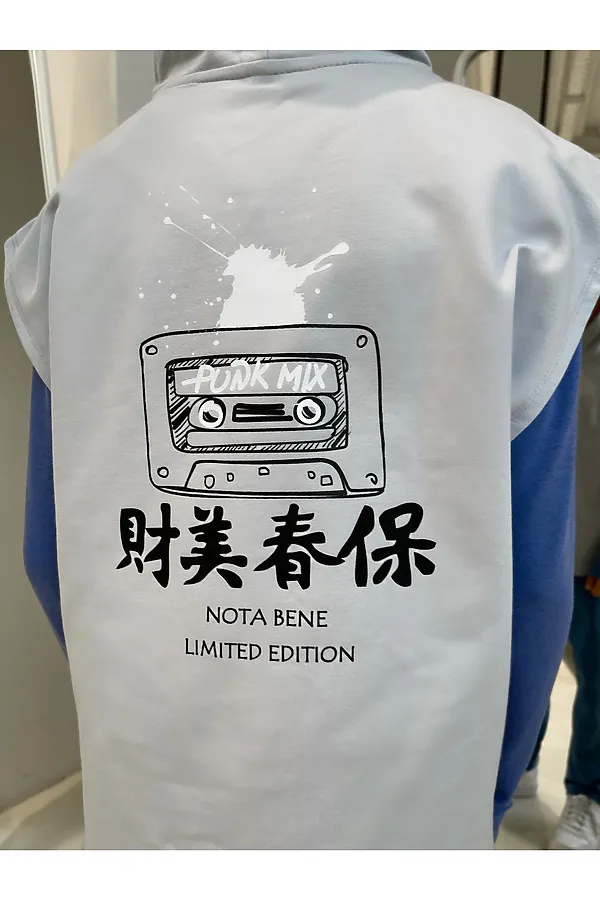 PUNK MIX
財美春保
NOTA BENE
LIMITED EDITION